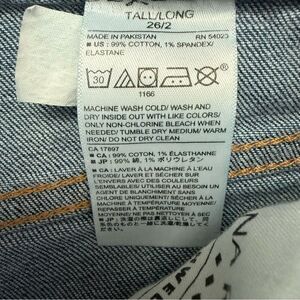 TALL/LONG
26/2
MADE IN PAKISTAN RN 54023
■ US : 99% COTTON, 1% SPANDEX/
ELASTANE
30
1166
MACHINE WASH COLD/ WASH AND
DRY INSIDE OUT WITH LIKE COLORS/
ONLY NON-CHLORINE BLEACH WHEN
NEEDED/ TUMBLE DRY MEDIUM/ WARM
IRON/ DO NOT DRY CLEAN
CA 17897
■ CA : 99% COTON, 1% ÉLASTHANNE
■ JP : 99% 綿, 1% ポリウレタン
■ CA : LAVER À LA MACHINE À L'EAU
FROIDE/ LAVER ET SÉCHER SUR
L'ENVERS AVEC DES COULEURS
SEMBLABLES/ UTILISER AU BESOIN UN
AGENT DE BLANCHIMENT SANS
CHLORE UNIQUEMENT/ SÉCHER À LA
MACHINE À TEMPÉRATURE
MOYENNE/ REPASSER À TEMPÉRATURE
MOYENNE/ NE PAS NETTOYER À SEC